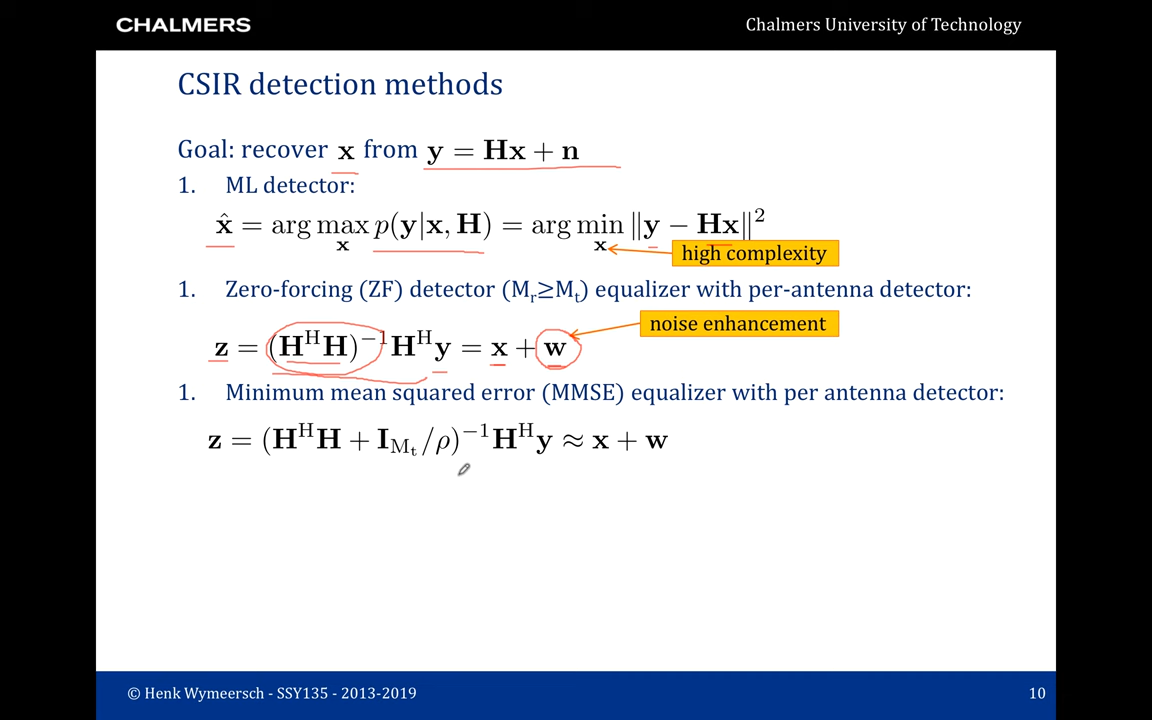 CHALMERS
Chalmers University of Technology
CSIR detection methods
Goal: recover x from y = Hx + n
1. ML detector:
x̂ = arg max_x p(y|x, H) = arg min_x ‖y − Hx‖²
high complexity
1. Zero-forcing (ZF) detector (Mᵣ≥Mₜ) equalizer with per-antenna detector:
noise enhancement
z = (HᴴH)⁻¹Hᴴy = x + w
1. Minimum mean squared error (MMSE) equalizer with per antenna detector:
z = (HᴴH + I_Mₜ/ρ)⁻¹Hᴴy ≈ x + w
© Henk Wymeersch - SSY135 - 2013-2019
10